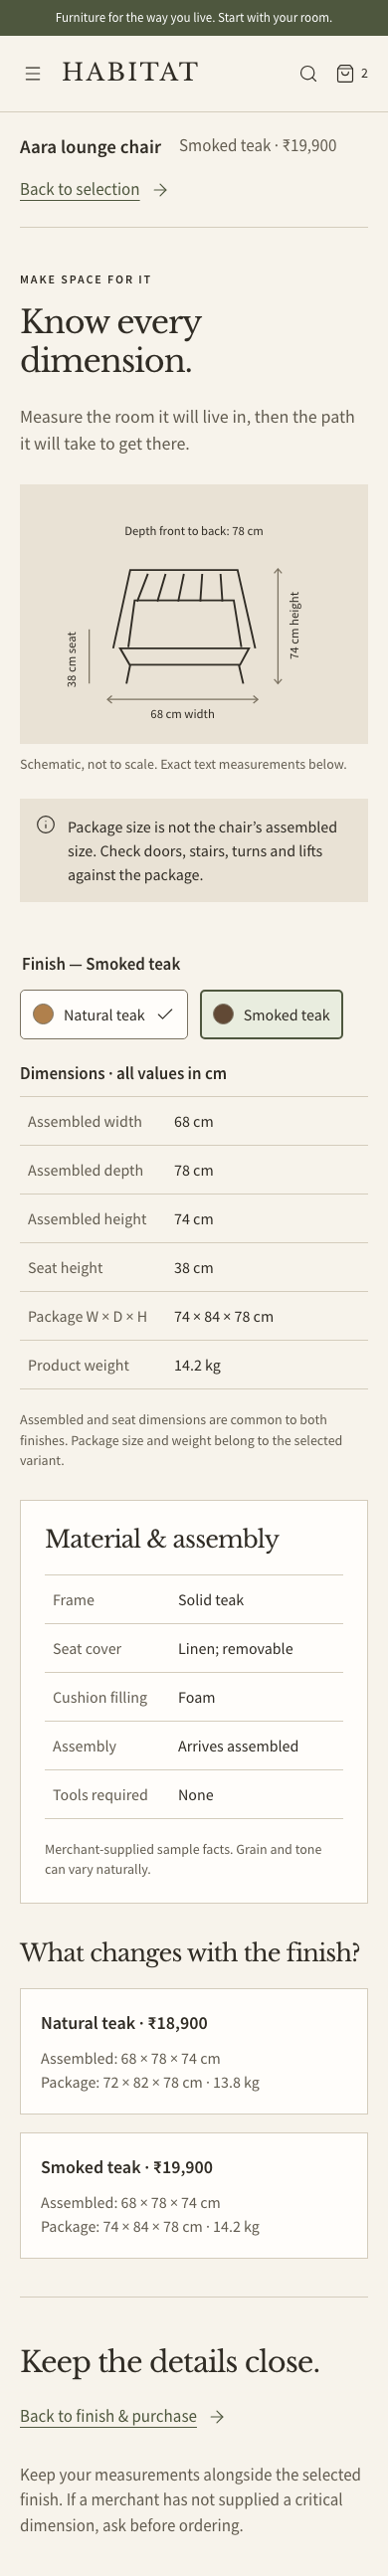 Furniture for the way you live. Start with your room.
HABITAT
2
Aara lounge chair
Smoked teak · ₹19,900
Back to selection
MAKE SPACE FOR IT
Know every
dimension.
Measure the room it will live in, then the path
it will take to get there.
Depth front to back: 78 cm
38 cm seat
74 cm height
68 cm width
Schematic, not to scale. Exact text measurements below.
Package size is not the chair’s assembled
size. Check doors, stairs, turns and lifts
against the package.
Finish — Smoked teak
Natural teak
Smoked teak
Dimensions · all values in cm
Assembled width 68 cm
Assembled depth 78 cm
Assembled height 74 cm
Seat height 38 cm
Package W × D × H 74 × 84 × 78 cm
Product weight 14.2 kg
Assembled and seat dimensions are common to both
finishes. Package size and weight belong to the selected
variant.
Material & assembly
Frame Solid teak
Seat cover Linen; removable
Cushion filling Foam
Assembly Arrives assembled
Tools required None
Merchant-supplied sample facts. Grain and tone
can vary naturally.
What changes with the finish?
Natural teak · ₹18,900
Assembled: 68 × 78 × 74 cm
Package: 72 × 82 × 78 cm · 13.8 kg
Smoked teak · ₹19,900
Assembled: 68 × 78 × 74 cm
Package: 74 × 84 × 78 cm · 14.2 kg
Keep the details close.
Back to finish & purchase
Keep your measurements alongside the selected
finish. If a merchant has not supplied a critical
dimension, ask before ordering.